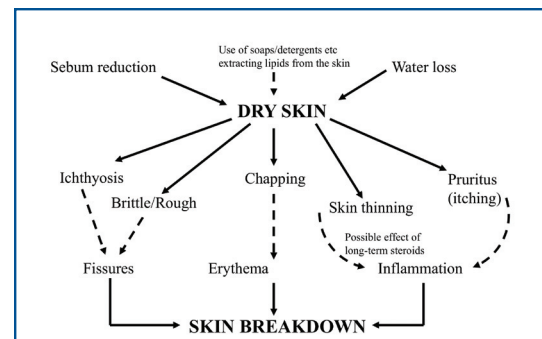 Use of soaps/detergents etc
extracting lipids from the skin
Sebum reduction
Water loss
DRY SKIN
Ichthyosis
Chapping
Pruritus
(itching)
Brittle/Rough
Skin thinning
Possible effect of
long-term steroids
Fissures
Erythema
Inflammation
SKIN BREAKDOWN